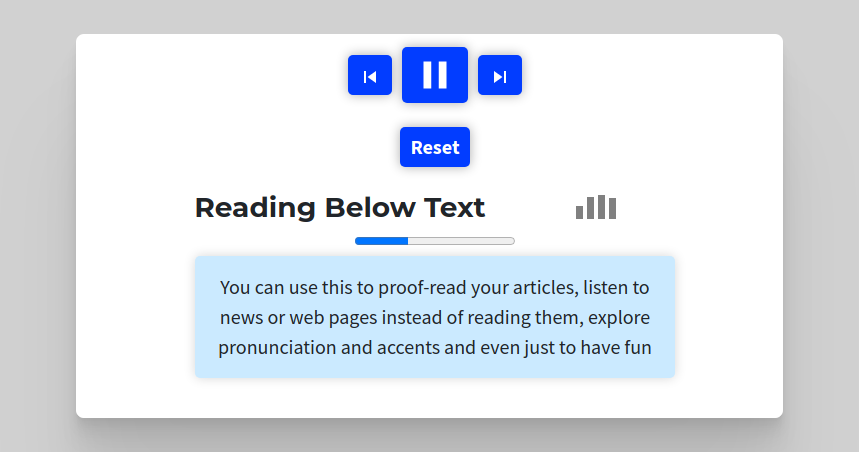 Reset
Reading Below Text
You can use this to proof-read your articles, listen to
news or web pages instead of reading them, explore
pronunciation and accents and even just to have fun